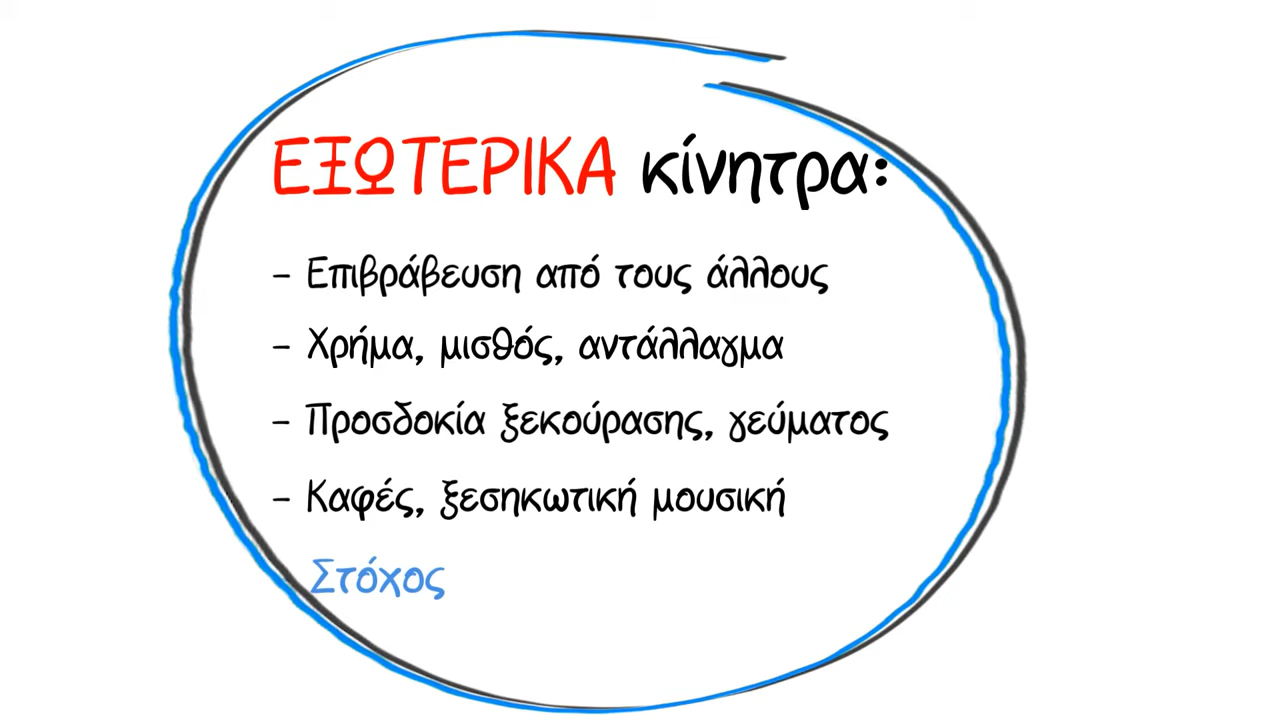 ΕΞΩΤΕΡΙΚΑ κίνητρα:
- Επιβράβευση από τους άλλους
- Χρήμα, μισθός, αντάλλαγμα
- Προσδοκία ξεκούρασης, γεύματος
- Καφές, ξεσηκωτική μουσική
Στόχος